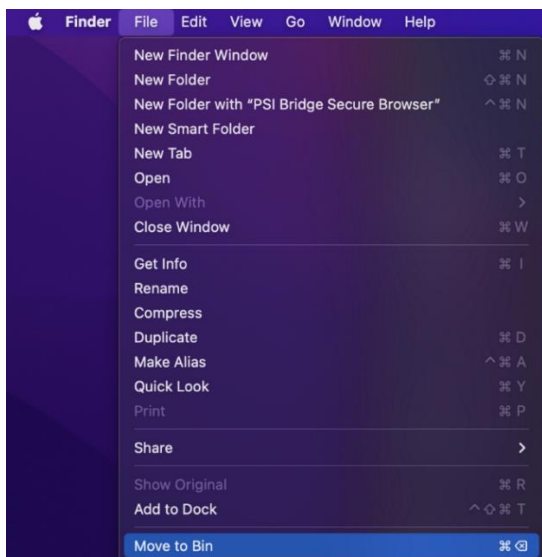 Finder File Edit View Go Window Help
New Finder Window ⌘ N
New Folder ⇧ ⌘ N
New Folder with “PSI Bridge Secure Browser” ^ ⌘ N
New Smart Folder
New Tab ⌘ T
Open ⌘ O
Open With >
Close Window ⌘ W
Get Info ⌘ I
Rename
Compress
Duplicate ⌘ D
Make Alias ^ ⌘ A
Quick Look ⌘ Y
Print ⌘ P
Share >
Show Original ⌘ R
Add to Dock ^ ⇧ ⌘ T
Move to Bin ⌘ ⌫